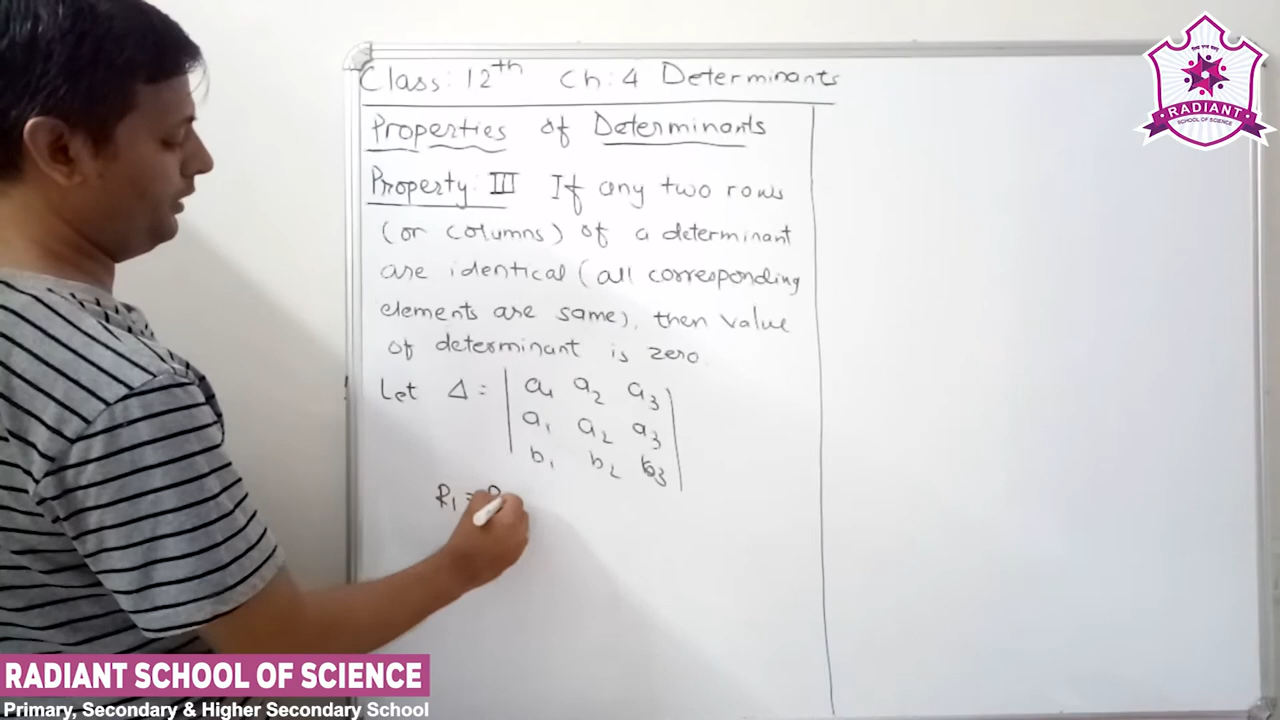 Class: 12th Ch: 4 Determinants
Properties of Determinants
Property: III If any two rows
(or columns) of a determinant
are identical (all corresponding
elements are same), then value
of determinant is zero.
Let Δ = | a1 a2 a3 |
| a1 a2 a3 |
| b1 b2 b3 |
R1 = R
RADIANT
SCHOOL OF SCIENCE
RADIANT SCHOOL OF SCIENCE
Primary, Secondary & Higher Secondary School